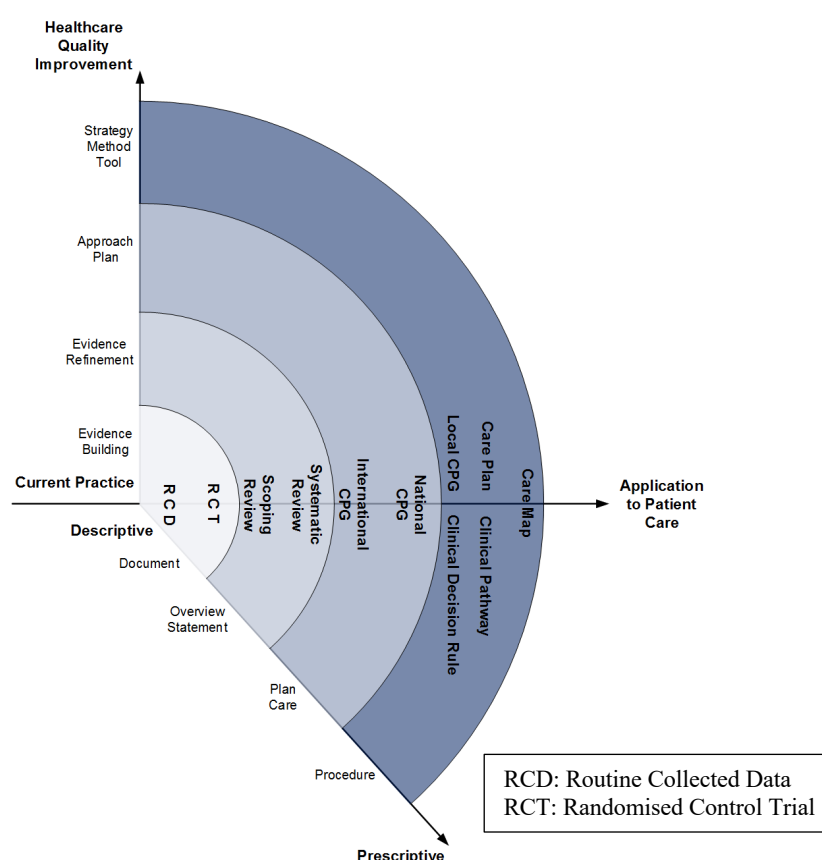 Healthcare
Quality
Improvement
Strategy
Method
Tool
Approach
Plan
Evidence
Refinement
Evidence
Building
Current Practice
Descriptive
Document
Overview
Statement
Plan
Care
Procedure
Prescriptive
RCD
RCT
Scoping
Review
Systematic
Review
International
CPG
National
CPG
Local CPG
Clinical Decision Rule
Care Plan
Clinical Pathway
Care Map
Application
to Patient
Care
RCD: Routine Collected Data
RCT: Randomised Control Trial